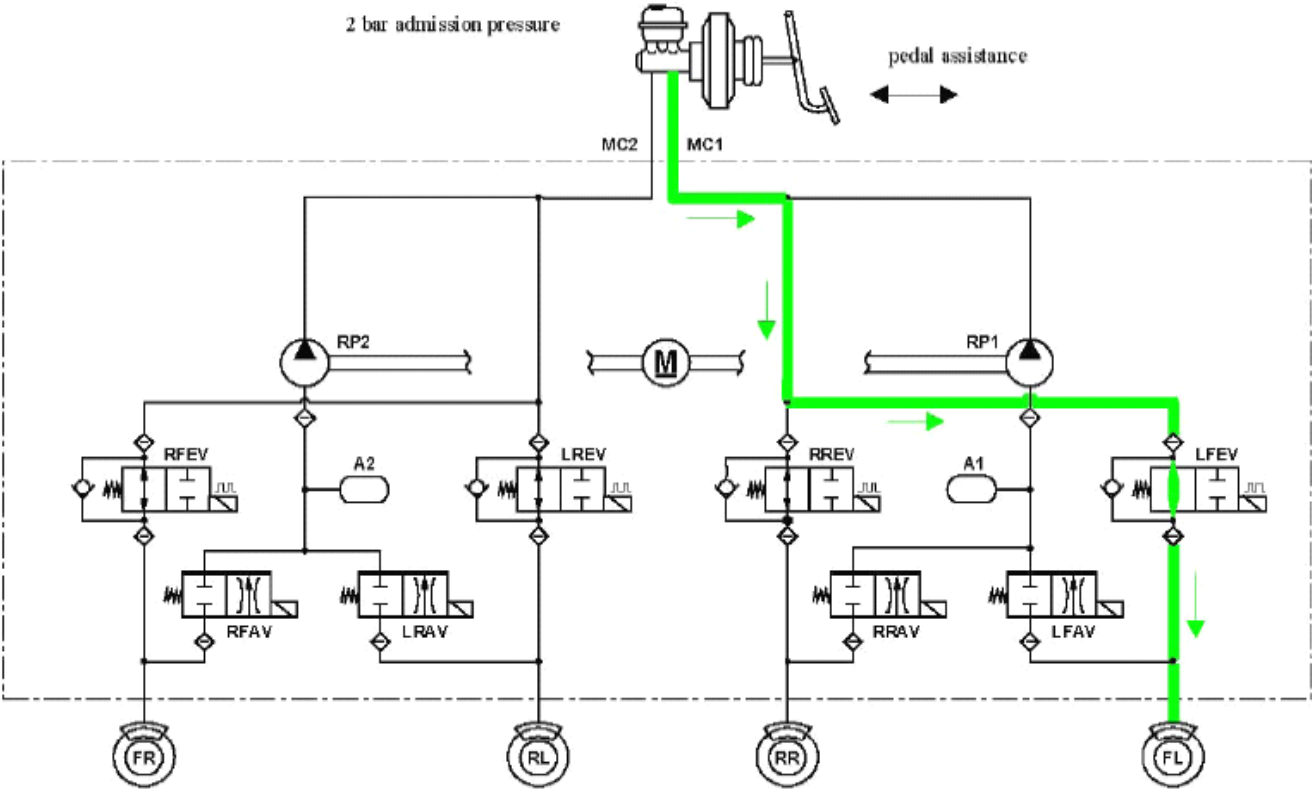 2 bar admission pressure
pedal assistance
MC2 MC1
RP2 M RP1
RFEV LREV RREV LFEV
A2 A1
RFAV LRAV RRAV LFAV
FR RL RR FL